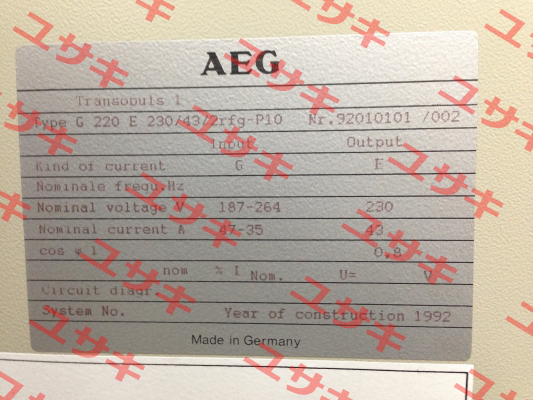 AEG
Transopuls 1
Type G 220 E 230/43/2rfg-P10 Nr.92010101 /002
Input Output
Kind of current G E
Nominale frequ.Hz
Nominal voltage V 187-264 230
Nominal current A 47-35 43
cos φ 1 0,8
nom % I Nom. U= V
Circuit diagr.
System No. Year of construction 1992
Made in Germany
ユサキ